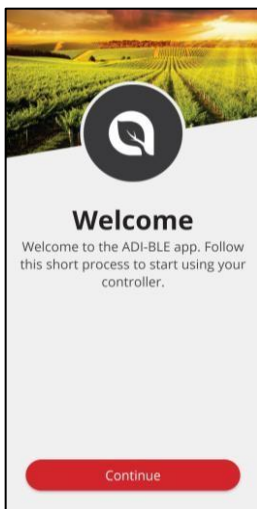 Welcome
Welcome to the ADI-BLE app. Follow
this short process to start using your
controller.
Continue